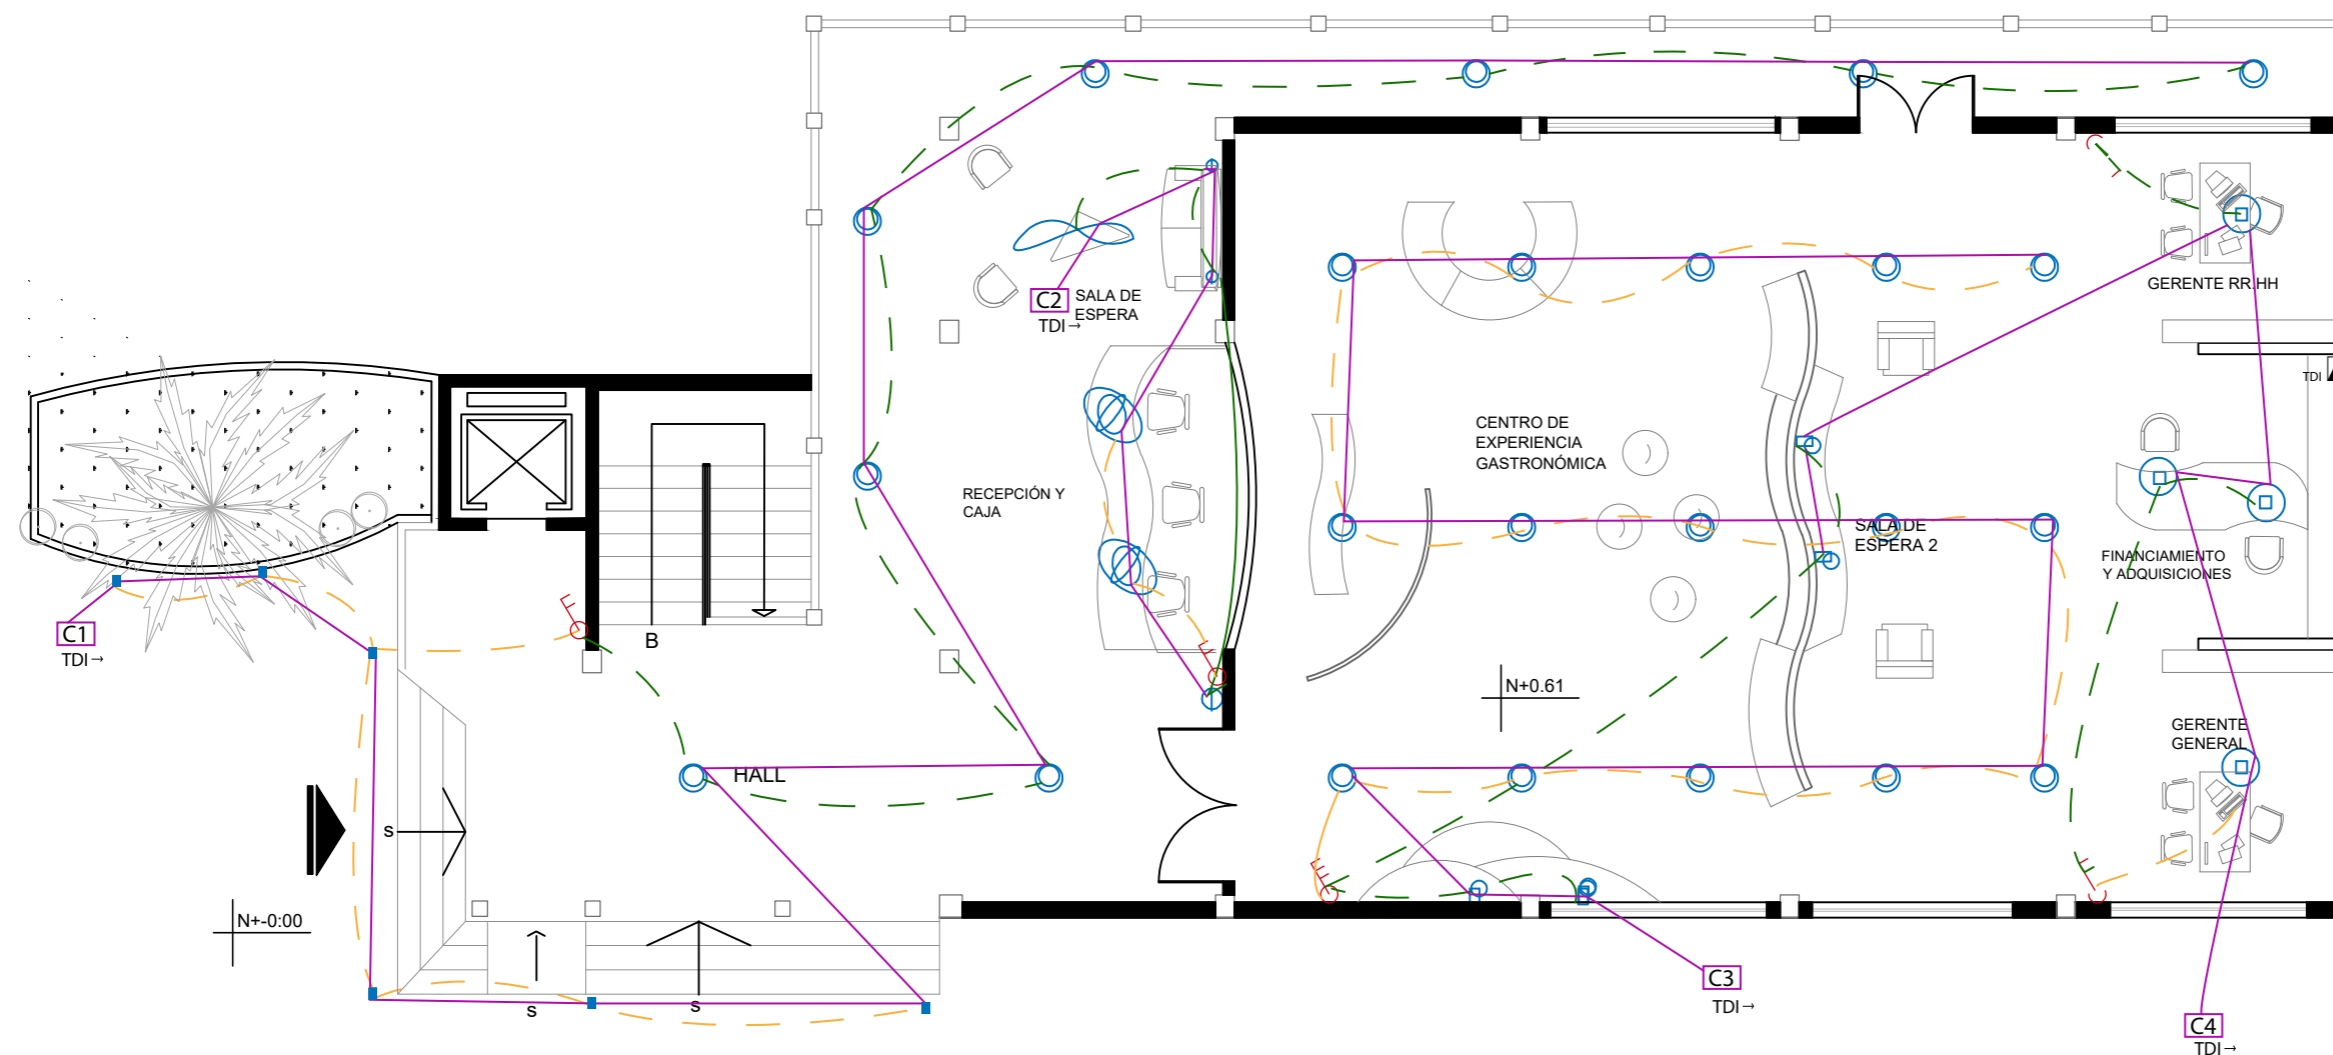 C2
TDI→
SALA DE
ESPERA
GERENTE RR.HH
TDI
CENTRO DE
EXPERIENCIA
GASTRONÓMICA
RECEPCIÓN Y
CAJA
SALA DE
ESPERA 2
FINANCIAMIENTO
Y ADQUISICIONES
C1
TDI→
B
N+0.61
GERENTE
GENERAL
HALL
s
N+-0:00
s
s
C3
TDI→
C4
TDI→